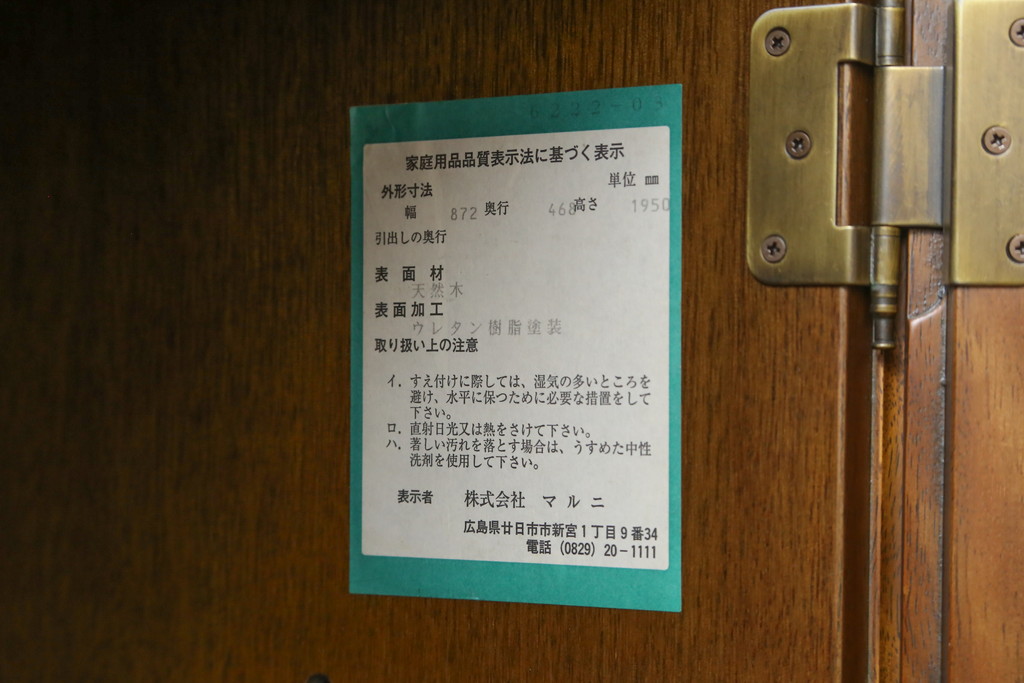 6222-03
家庭用品品質表示法に基づく表示
単位 ㎜
外形寸法
幅 872 奥行 468 高さ 1950
引出しの奥行
表面材
天然木
表面加工
ウレタン樹脂塗装
取り扱い上の注意
イ．すえ付けに際しては、湿気の多いところを
避け、水平に保つために必要な措置をして
下さい。
ロ．直射日光又は熱をさけて下さい。
ハ．著しい汚れを落とす場合は、うすめた中性
洗剤を使用して下さい。
表示者 株式会社 マルニ
広島県廿日市市新宮1丁目9番34
電話 (0829) 20-1111